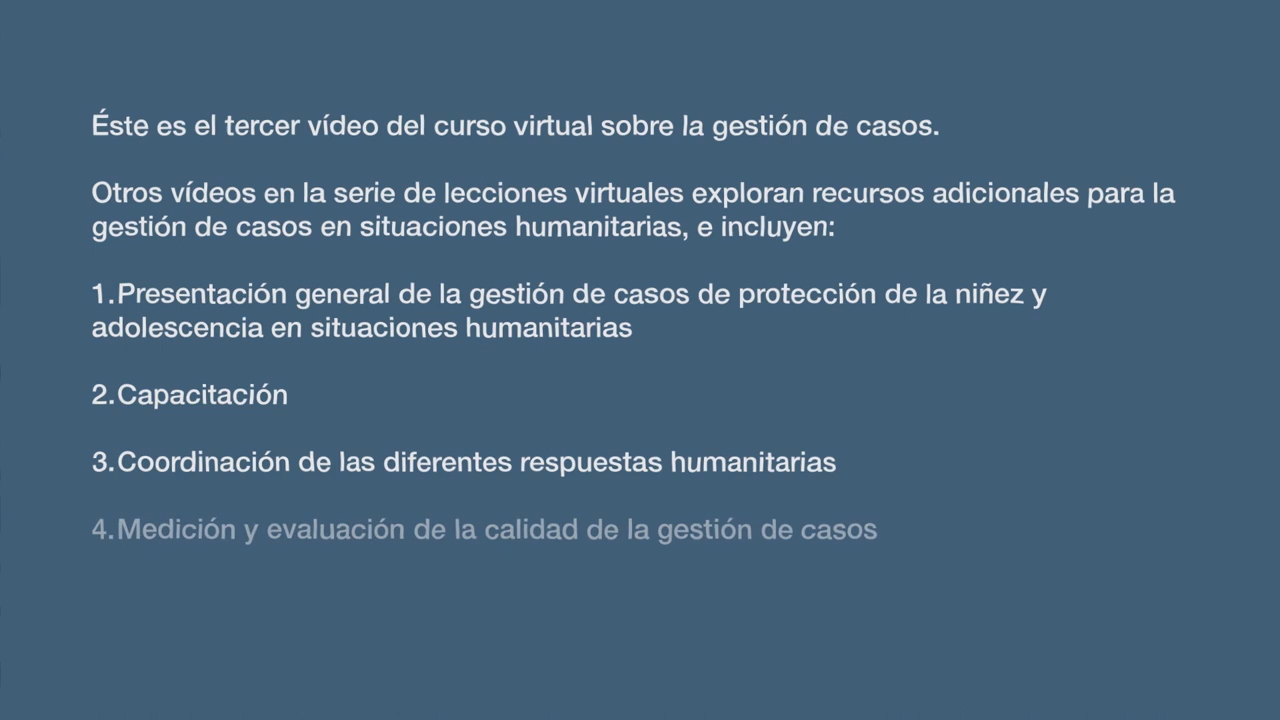 Éste es el tercer vídeo del curso virtual sobre la gestión de casos.
Otros vídeos en la serie de lecciones virtuales exploran recursos adicionales para la
gestión de casos en situaciones humanitarias, e incluyen:
1.Presentación general de la gestión de casos de protección de la niñez y
adolescencia en situaciones humanitarias
2.Capacitación
3.Coordinación de las diferentes respuestas humanitarias
4.Medición y evaluación de la calidad de la gestión de casos